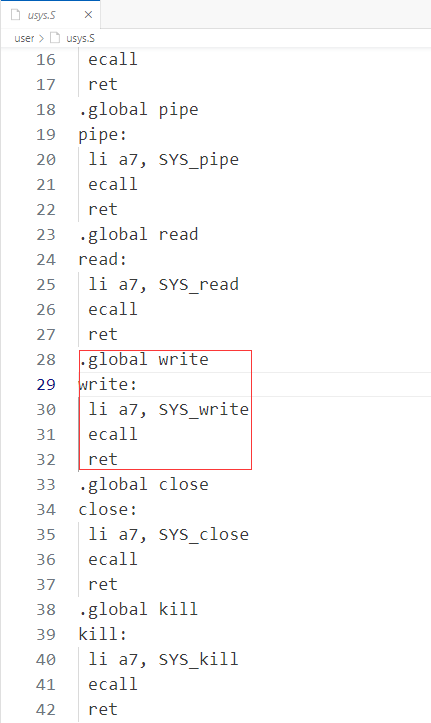 usys.S ×
user > usys.S
16 ecall
17 ret
18 .global pipe
19 pipe:
20 li a7, SYS_pipe
21 ecall
22 ret
23 .global read
24 read:
25 li a7, SYS_read
26 ecall
27 ret
28 .global write
29 write:
30 li a7, SYS_write
31 ecall
32 ret
33 .global close
34 close:
35 li a7, SYS_close
36 ecall
37 ret
38 .global kill
39 kill:
40 li a7, SYS_kill
41 ecall
42 ret